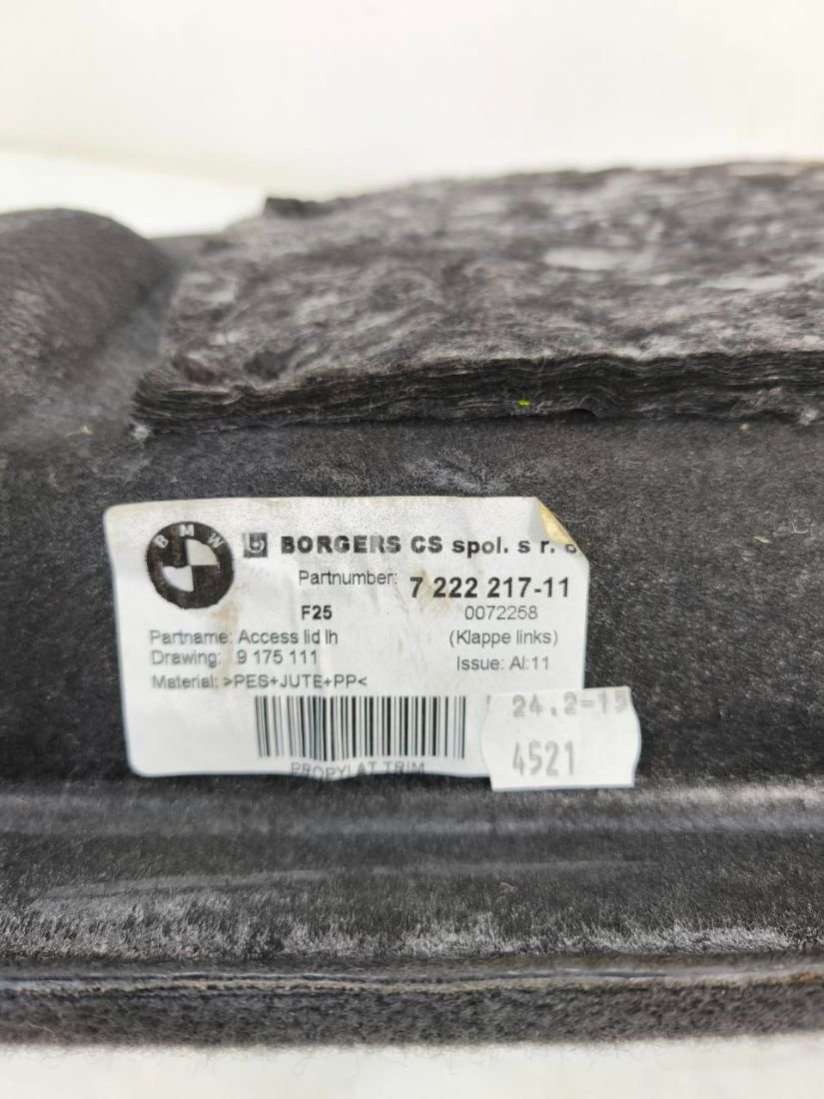 BMW
BORGERS CS spol. s r.
Partnumber: 7 222 217-11
F25 0072258
Partname: Access lid lh (Klappe links)
Drawing: 9 175 111 Issue: AI:11
Material: >PES+JUTE+PP<
PROPYLAT TRIM
24.2-15
4521